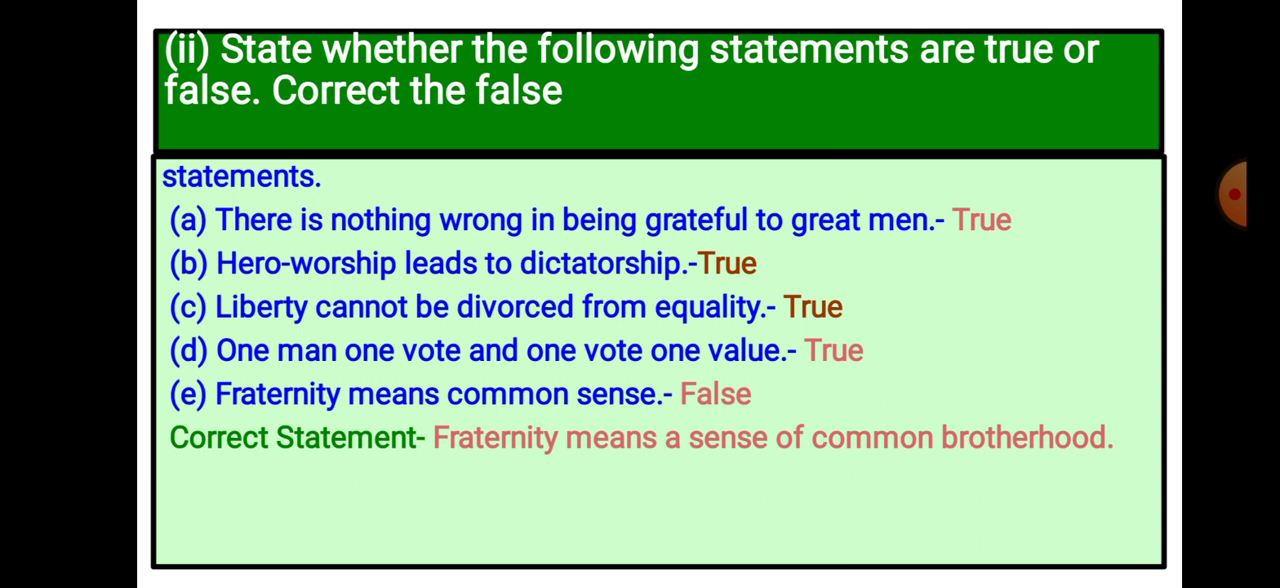 (ii) State whether the following statements are true or
false. Correct the false
statements.
(a) There is nothing wrong in being grateful to great men.- True
(b) Hero-worship leads to dictatorship.-True
(c) Liberty cannot be divorced from equality.- True
(d) One man one vote and one vote one value.- True
(e) Fraternity means common sense.- False
Correct Statement- Fraternity means a sense of common brotherhood.